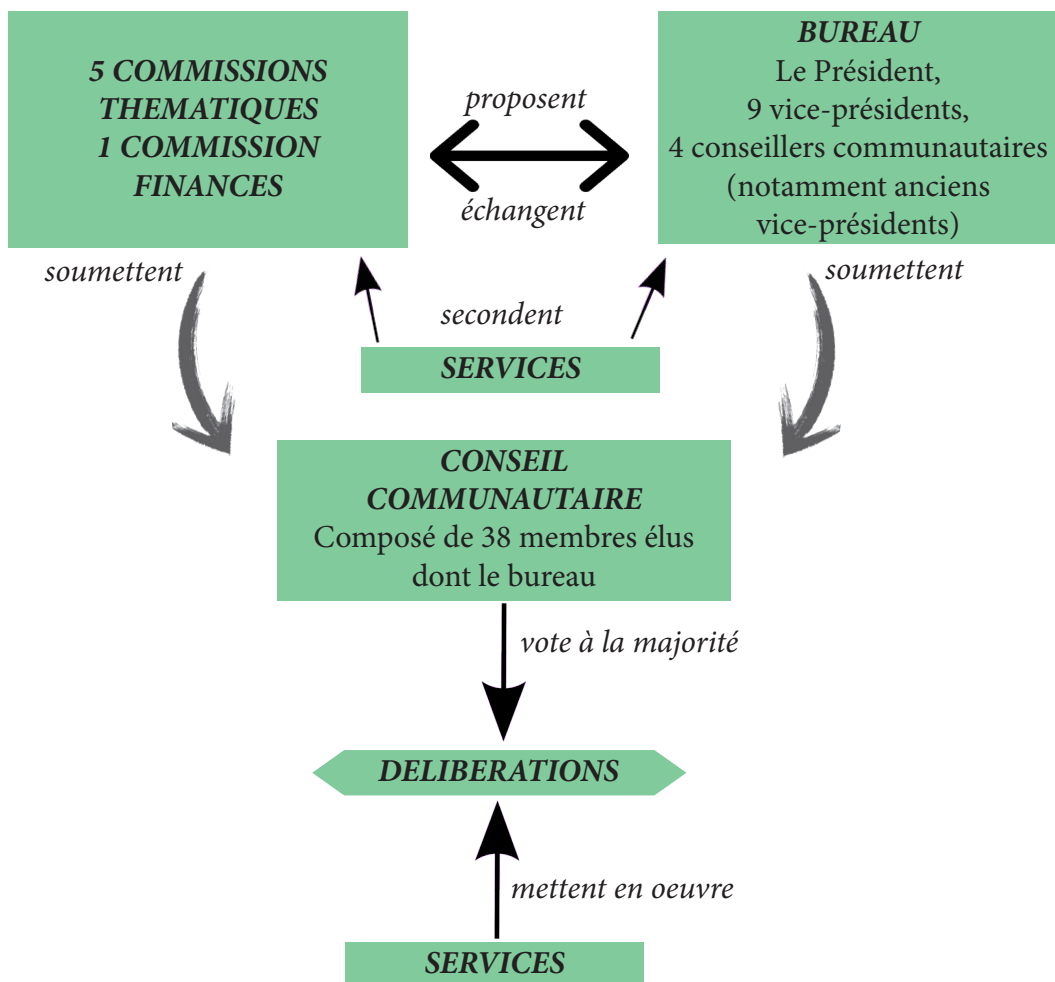 5 COMMISSIONS
THEMATIQUES
1 COMMISSION
FINANCES
proposent
échangent
BUREAU
Le Président,
9 vice-présidents,
4 conseillers communautaires
(notamment anciens
vice-présidents)
soumettent
soumettent
secondent
SERVICES
CONSEIL
COMMUNAUTAIRE
Composé de 38 membres élus
dont le bureau
vote à la majorité
DELIBERATIONS
mettent en oeuvre
SERVICES